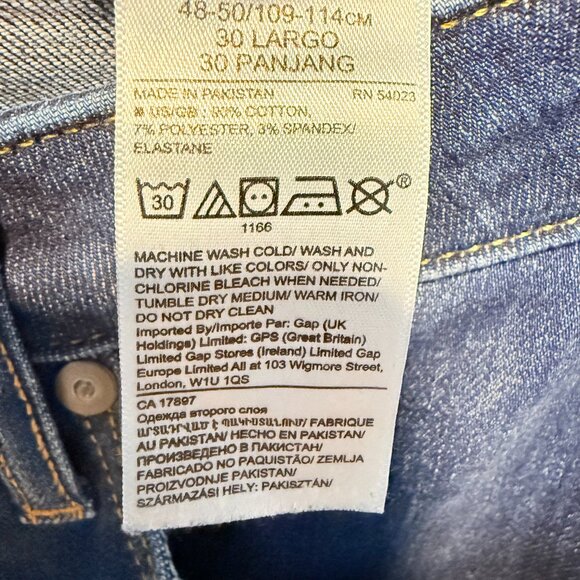 48-50/109-114CM
30 LARGO
30 PANJANG
MADE IN PAKISTAN RN 54023
US/GB : 90% COTTON,
7% POLYESTER, 3% SPANDEX/
ELASTANE
30 ®
1166
MACHINE WASH COLD/ WASH AND
DRY WITH LIKE COLORS/ ONLY NON-
CHLORINE BLEACH WHEN NEEDED/
TUMBLE DRY MEDIUM/ WARM IRON/
DO NOT DRY CLEAN
Imported By/Importe Par: Gap (UK
Holdings) Limited: GPS (Great Britain)
Limited Gap Stores (Ireland) Limited Gap
Europe Limited All at 103 Wigmore Street,
London, W1U 1QS
CA 17897
Одежда второго слоя
ԱՐՏԱԴՐՎԱԾ Է ՊԱԿԻՍՏԱՆՈՒՄ/ FABRIQUE
AU PAKISTAN/ HECHO EN PAKISTAN/
ПРОИЗВЕДЕНО В ПАКИСТАН/
FABRICADO NO PAQUISTÃO/ ZEMLJA
PROIZVODNJE PAKISTAN/
SZÁRMAZÁSI HELY: PAKISZTÁN/